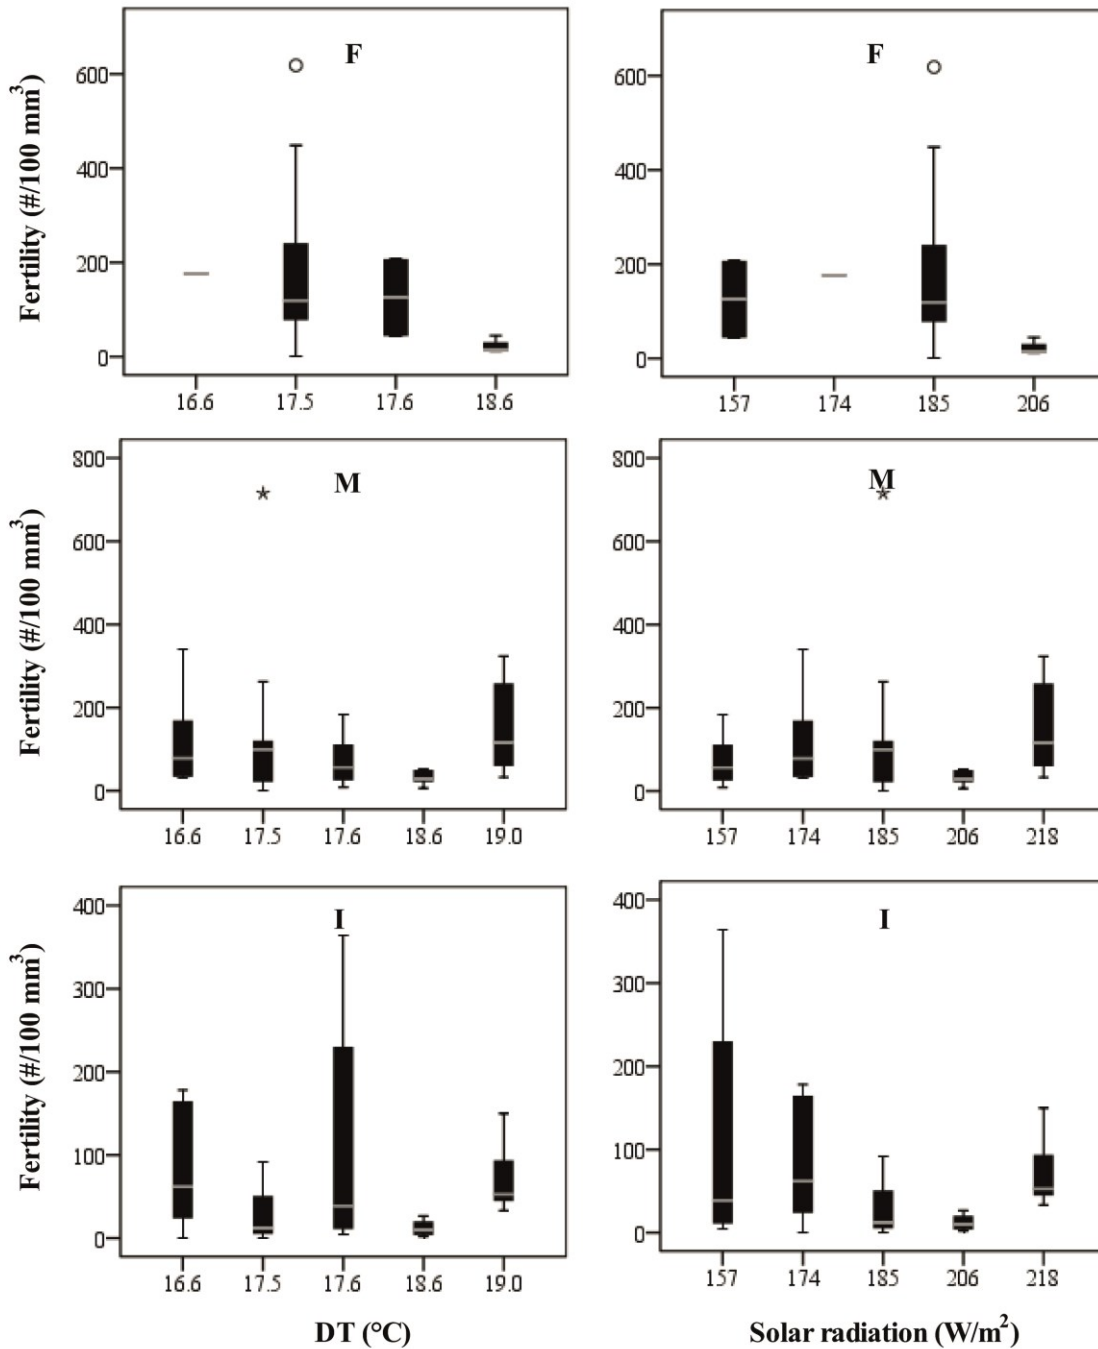 F
Fertility (#/100 mm³)
600
400
200
0
16.6 17.5 17.6 18.6
F
600
400
200
0
157 174 185 206
M
Fertility (#/100 mm³)
800
600
400
200
0
16.6 17.5 17.6 18.6 19.0
M
800
600
400
200
0
157 174 185 206 218
I
Fertility (#/100 mm³)
400
300
200
100
0
16.6 17.5 17.6 18.6 19.0
DT (°C)
I
400
300
200
100
0
157 174 185 206 218
Solar radiation (W/m²)